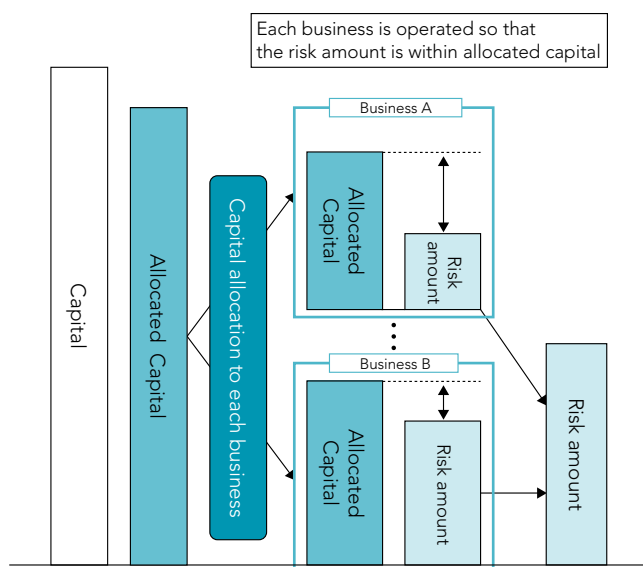 Each business is operated so that
the risk amount is within allocated capital
Capital
Allocated Capital
Capital allocation to each business
Business A
Allocated
Capital
Risk
amount
Business B
Allocated
Capital
Risk amount
Risk amount